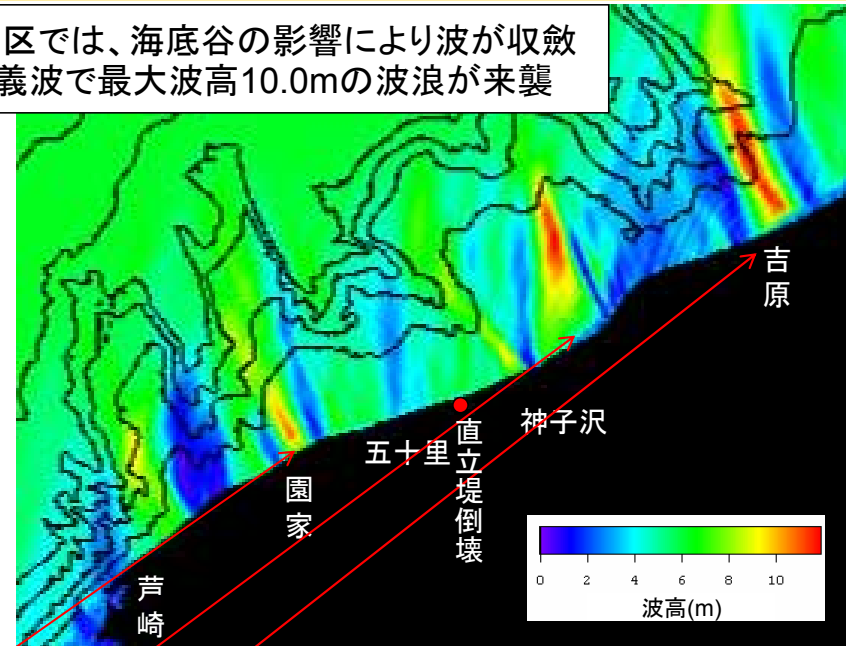 区では、海底谷の影響により波が収斂
義波で最大波高10.0mの波浪が来襲
吉原
神子沢
五十里
直立堤倒壊
園家
芦崎
0 2 4 6 8 10
波高(m)